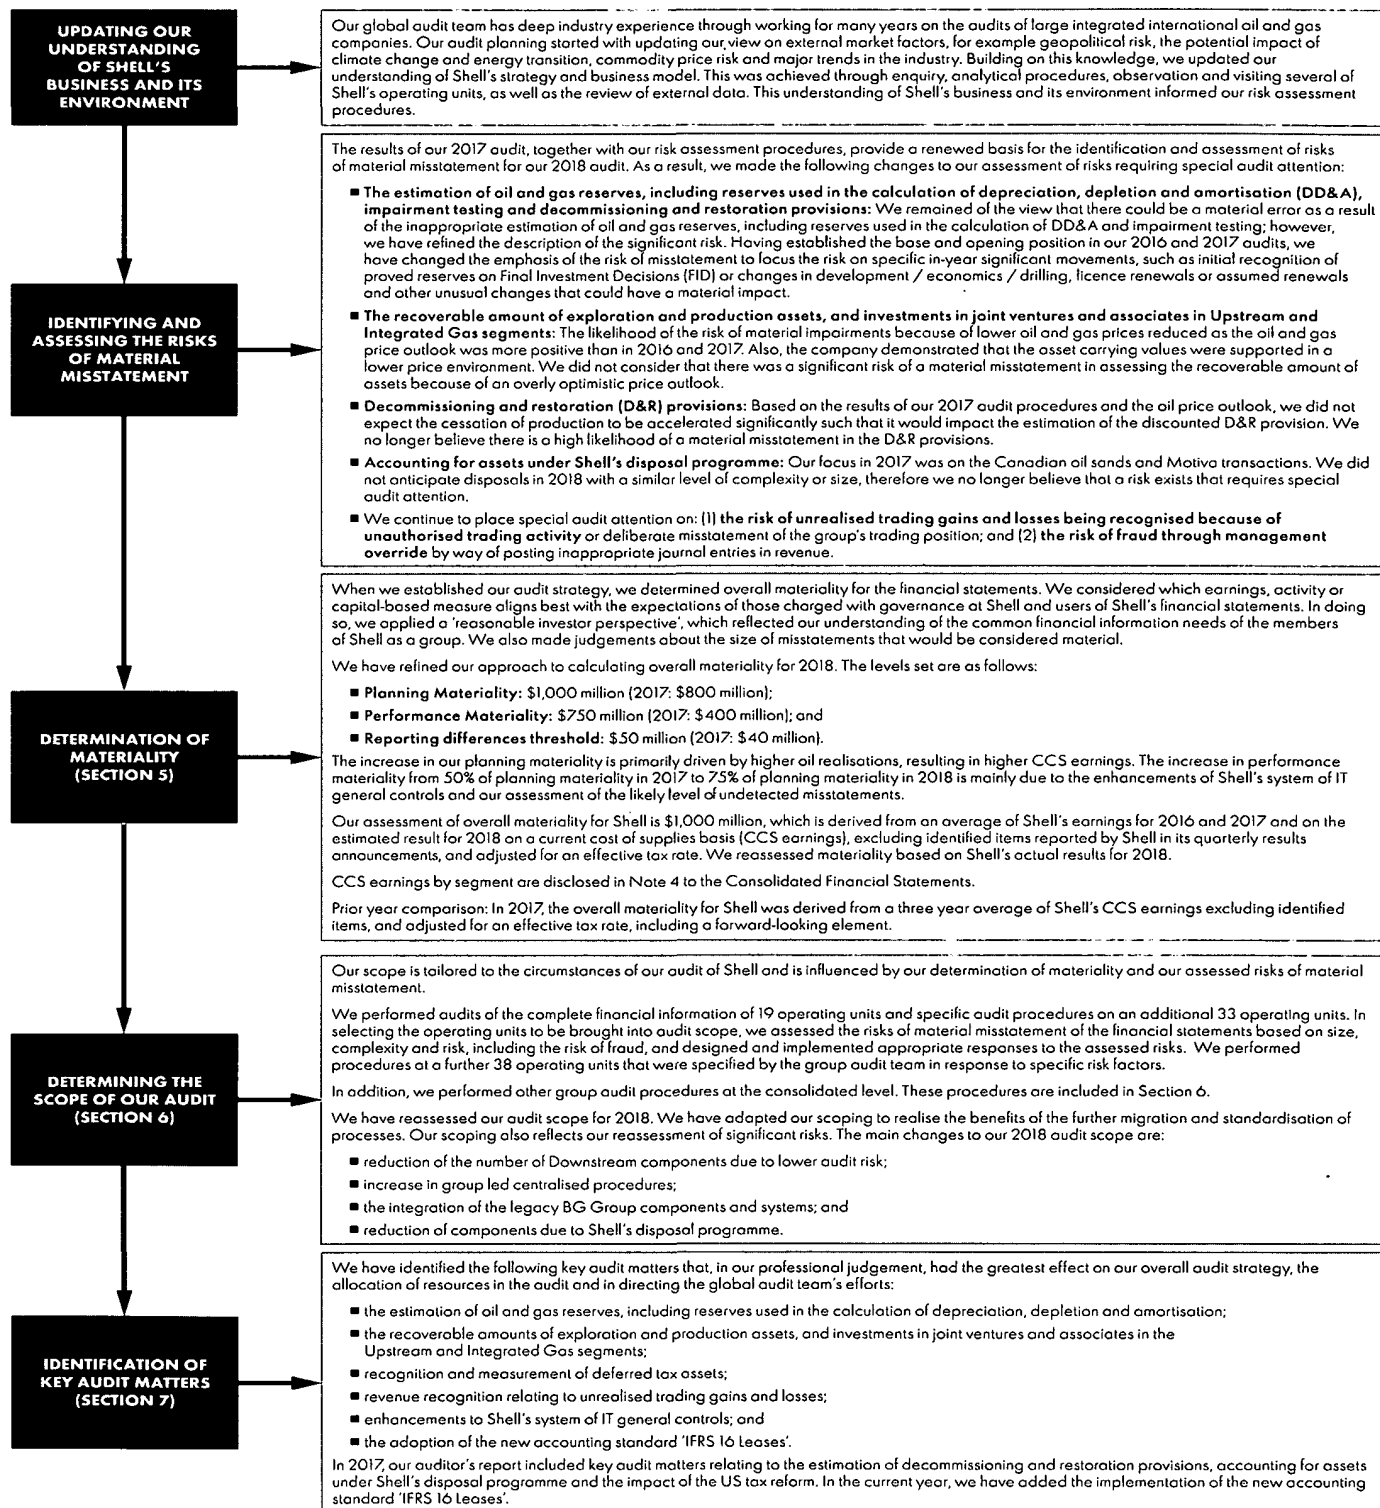 UPDATING OUR
UNDERSTANDING
OF SHELL'S
BUSINESS AND ITS
ENVIRONMENT
Our global audit team has deep industry experience through working for many years on the audits of large integrated international oil and gas
companies. Our audit planning started with updating our view on external market factors, for example geopolitical risk, the potential impact of
climate change and energy transition, commodity price risk and major trends in the industry. Building on this knowledge, we updated our
understanding of Shell's strategy and business model. This was achieved through enquiry, analytical procedures, observation and visiting several of
Shell's operating units, as well as the review of external data. This understanding of Shell's business and its environment informed our risk assessment
procedures.
IDENTIFYING AND
ASSESSING THE RISKS
OF MATERIAL
MISSTATEMENT
The results of our 2017 audit, together with our risk assessment procedures, provide a renewed basis for the identification and assessment of risks
of material misstatement for our 2018 audit. As a result, we made the following changes to our assessment of risks requiring special audit attention:
■ The estimation of oil and gas reserves, including reserves used in the calculation of depreciation, depletion and amortisation (DD&A),
impairment testing and decommissioning and restoration provisions: We remained of the view that there could be a material error as a result
of the inappropriate estimation of oil and gas reserves, including reserves used in the calculation of DD&A and impairment testing; however,
we have refined the description of the significant risk. Having established the base and opening position in our 2016 and 2017 audits, we
have changed the emphasis of the risk of misstatement to focus the risk on specific in-year significant movements, such as initial recognition of
proved reserves on Final Investment Decisions (FID) or changes in development / economics / drilling, licence renewals or assumed renewals
and other unusual changes that could have a material impact.
■ The recoverable amount of exploration and production assets, and investments in joint ventures and associates in Upstream and
Integrated Gas segments: The likelihood of the risk of material impairments because of lower oil and gas prices reduced as the oil and gas
price outlook was more positive than in 2016 and 2017. Also, the company demonstrated that the asset carrying values were supported in a
lower price environment. We did not consider that there was a significant risk of a material misstatement in assessing the recoverable amount of
assets because of an overly optimistic price outlook.
■ Decommissioning and restoration (D&R) provisions: Based on the results of our 2017 audit procedures and the oil price outlook, we did not
expect the cessation of production to be accelerated significantly such that it would impact the estimation of the discounted D&R provision. We
no longer believe there is a high likelihood of a material misstatement in the D&R provisions.
■ Accounting for assets under Shell's disposal programme: Our focus in 2017 was on the Canadian oil sands and Motiva transactions. We did
not anticipate disposals in 2018 with a similar level of complexity or size, therefore we no longer believe that a risk exists that requires special
audit attention.
■ We continue to place special audit attention on: (1) the risk of unrealised trading gains and losses being recognised because of
unauthorised trading activity or deliberate misstatement of the group's trading position; and (2) the risk of fraud through management
override by way of posting inappropriate journal entries in revenue.
DETERMINATION OF
MATERIALITY
(SECTION 5)
When we established our audit strategy, we determined overall materiality for the financial statements. We considered which earnings, activity or
capital-based measure aligns best with the expectations of those charged with governance at Shell and users of Shell's financial statements. In doing
so, we applied a 'reasonable investor perspective', which reflected our understanding of the common financial information needs of the members
of Shell as a group. We also made judgements about the size of misstatements that would be considered material.
We have refined our approach to calculating overall materiality for 2018. The levels set are as follows:
■ Planning Materiality: $1,000 million (2017: $800 million);
■ Performance Materiality: $750 million (2017: $400 million); and
■ Reporting differences threshold: $50 million (2017: $40 million).
The increase in our planning materiality is primarily driven by higher oil realisations, resulting in higher CCS earnings. The increase in performance
materiality from 50% of planning materiality in 2017 to 75% of planning materiality in 2018 is mainly due to the enhancements of Shell's system of IT
general controls and our assessment of the likely level of undetected misstatements.
Our assessment of overall materiality for Shell is $1,000 million, which is derived from an average of Shell's earnings for 2016 and 2017 and on the
estimated result for 2018 on a current cost of supplies basis (CCS earnings), excluding identified items reported by Shell in its quarterly results
announcements, and adjusted for an effective tax rate. We reassessed materiality based on Shell's actual results for 2018.
CCS earnings by segment are disclosed in Note 4 to the Consolidated Financial Statements.
Prior year comparison: In 2017, the overall materiality for Shell was derived from a three year average of Shell's CCS earnings excluding identified
items, and adjusted for an effective tax rate, including a forward-looking element.
DETERMINING THE
SCOPE OF OUR AUDIT
(SECTION 6)
Our scope is tailored to the circumstances of our audit of Shell and is influenced by our determination of materiality and our assessed risks of material
misstatement.
We performed audits of the complete financial information of 19 operating units and specific audit procedures on an additional 33 operating units. In
selecting the operating units to be brought into audit scope, we assessed the risks of material misstatement of the financial statements based on size,
complexity and risk, including the risk of fraud, and designed and implemented appropriate responses to the assessed risks. We performed
procedures at a further 38 operating units that were specified by the group audit team in response to specific risk factors.
In addition, we performed other group audit procedures at the consolidated level. These procedures are included in Section 6.
We have reassessed our audit scope for 2018. We have adapted our scoping to realise the benefits of the further migration and standardisation of
processes. Our scoping also reflects our reassessment of significant risks. The main changes to our 2018 audit scope are:
■ reduction of the number of Downstream components due to lower audit risk;
■ increase in group led centralised procedures;
■ the integration of the legacy BG Group components and systems; and
■ reduction of components due to Shell's disposal programme.
IDENTIFICATION OF
KEY AUDIT MATTERS
(SECTION 7)
We have identified the following key audit matters that, in our professional judgement, had the greatest effect on our overall audit strategy, the
allocation of resources in the audit and in directing the global audit team's efforts:
■ the estimation of oil and gas reserves, including reserves used in the calculation of depreciation, depletion and amortisation;
■ the recoverable amounts of exploration and production assets, and investments in joint ventures and associates in the
Upstream and Integrated Gas segments;
■ recognition and measurement of deferred tax assets;
■ revenue recognition relating to unrealised trading gains and losses;
■ enhancements to Shell's system of IT general controls; and
■ the adoption of the new accounting standard 'IFRS 16 Leases'.
In 2017, our auditor's report included key audit matters relating to the estimation of decommissioning and restoration provisions, accounting for assets
under Shell's disposal programme and the impact of the US tax reform. In the current year, we have added the implementation of the new accounting
standard 'IFRS 16 Leases'.